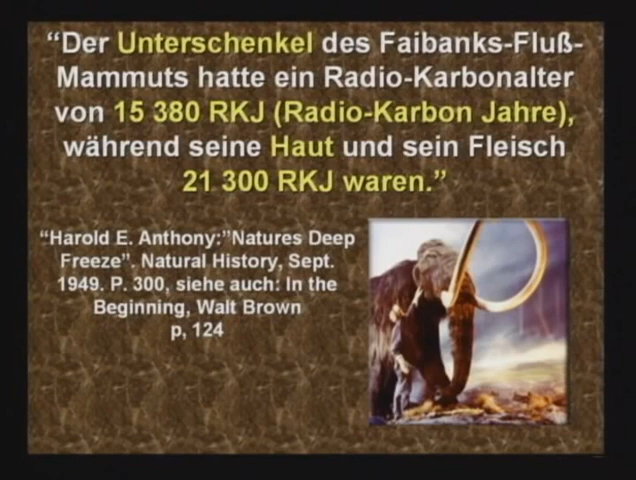 “Der Unterschenkel des Faibanks-Fluß-
Mammuts hatte ein Radio-Karbonalter
von 15 380 RKJ (Radio-Karbon Jahre),
während seine Haut und sein Fleisch
21 300 RKJ waren.”
“Harold E. Anthony:”Natures Deep
Freeze”. Natural History, Sept.
1949. P. 300, siehe auch: In the
Beginning, Walt Brown
p, 124